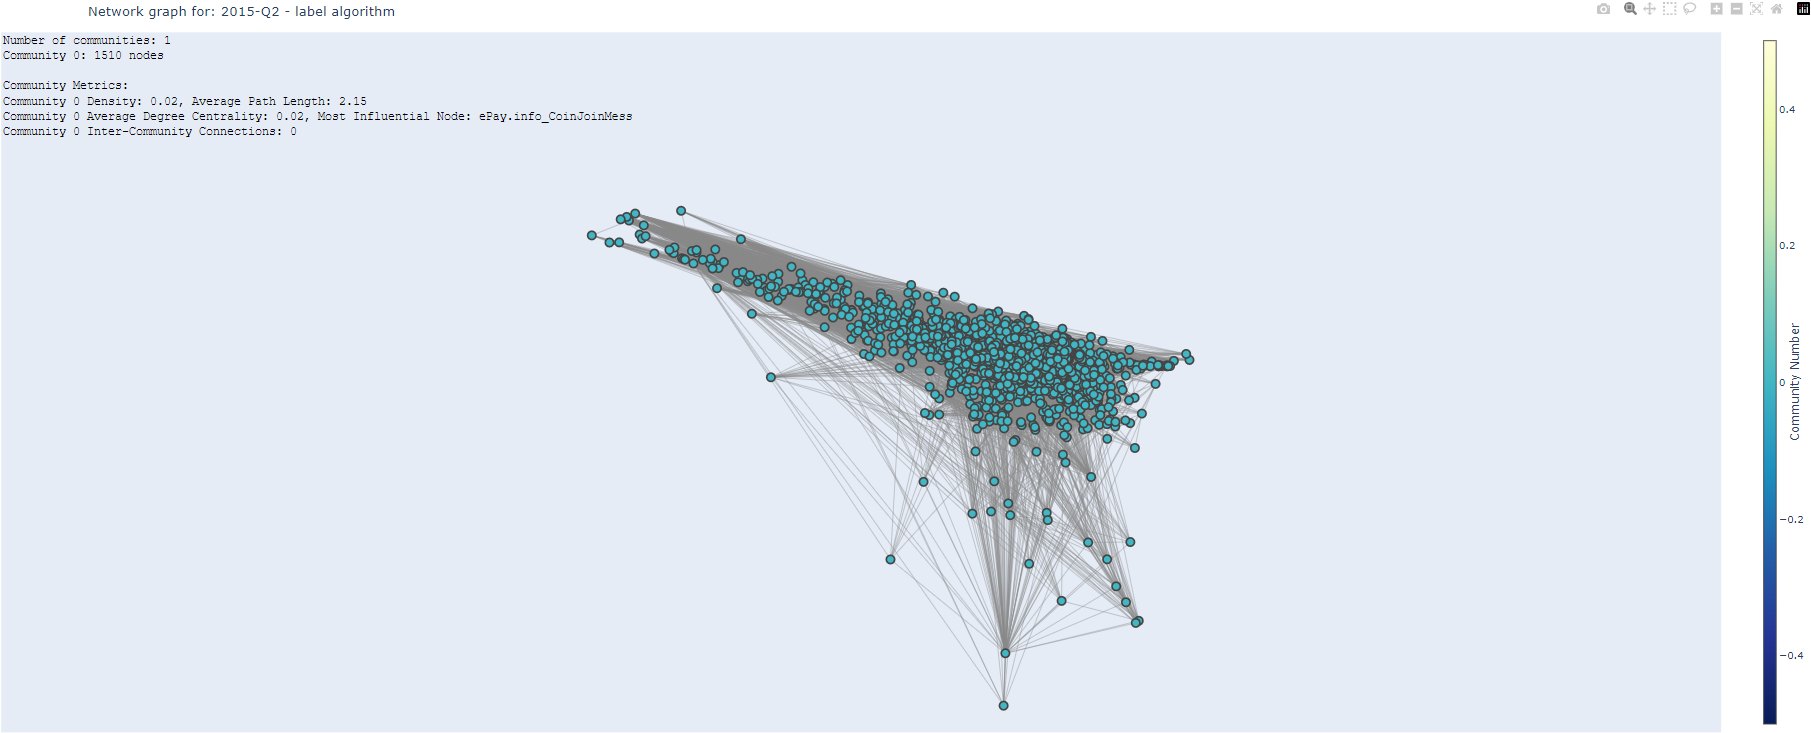 Network graph for: 2015-Q2 - label algorithm
Number of communities: 1
Community 0: 1510 nodes
Community Metrics:
Community 0 Density: 0.02, Average Path Length: 2.15
Community 0 Average Degree Centrality: 0.02, Most Influential Node: ePay.info_CoinJoinMess
Community 0 Inter-Community Connections: 0
0.4
0.2
0
−0.2
−0.4
Community Number